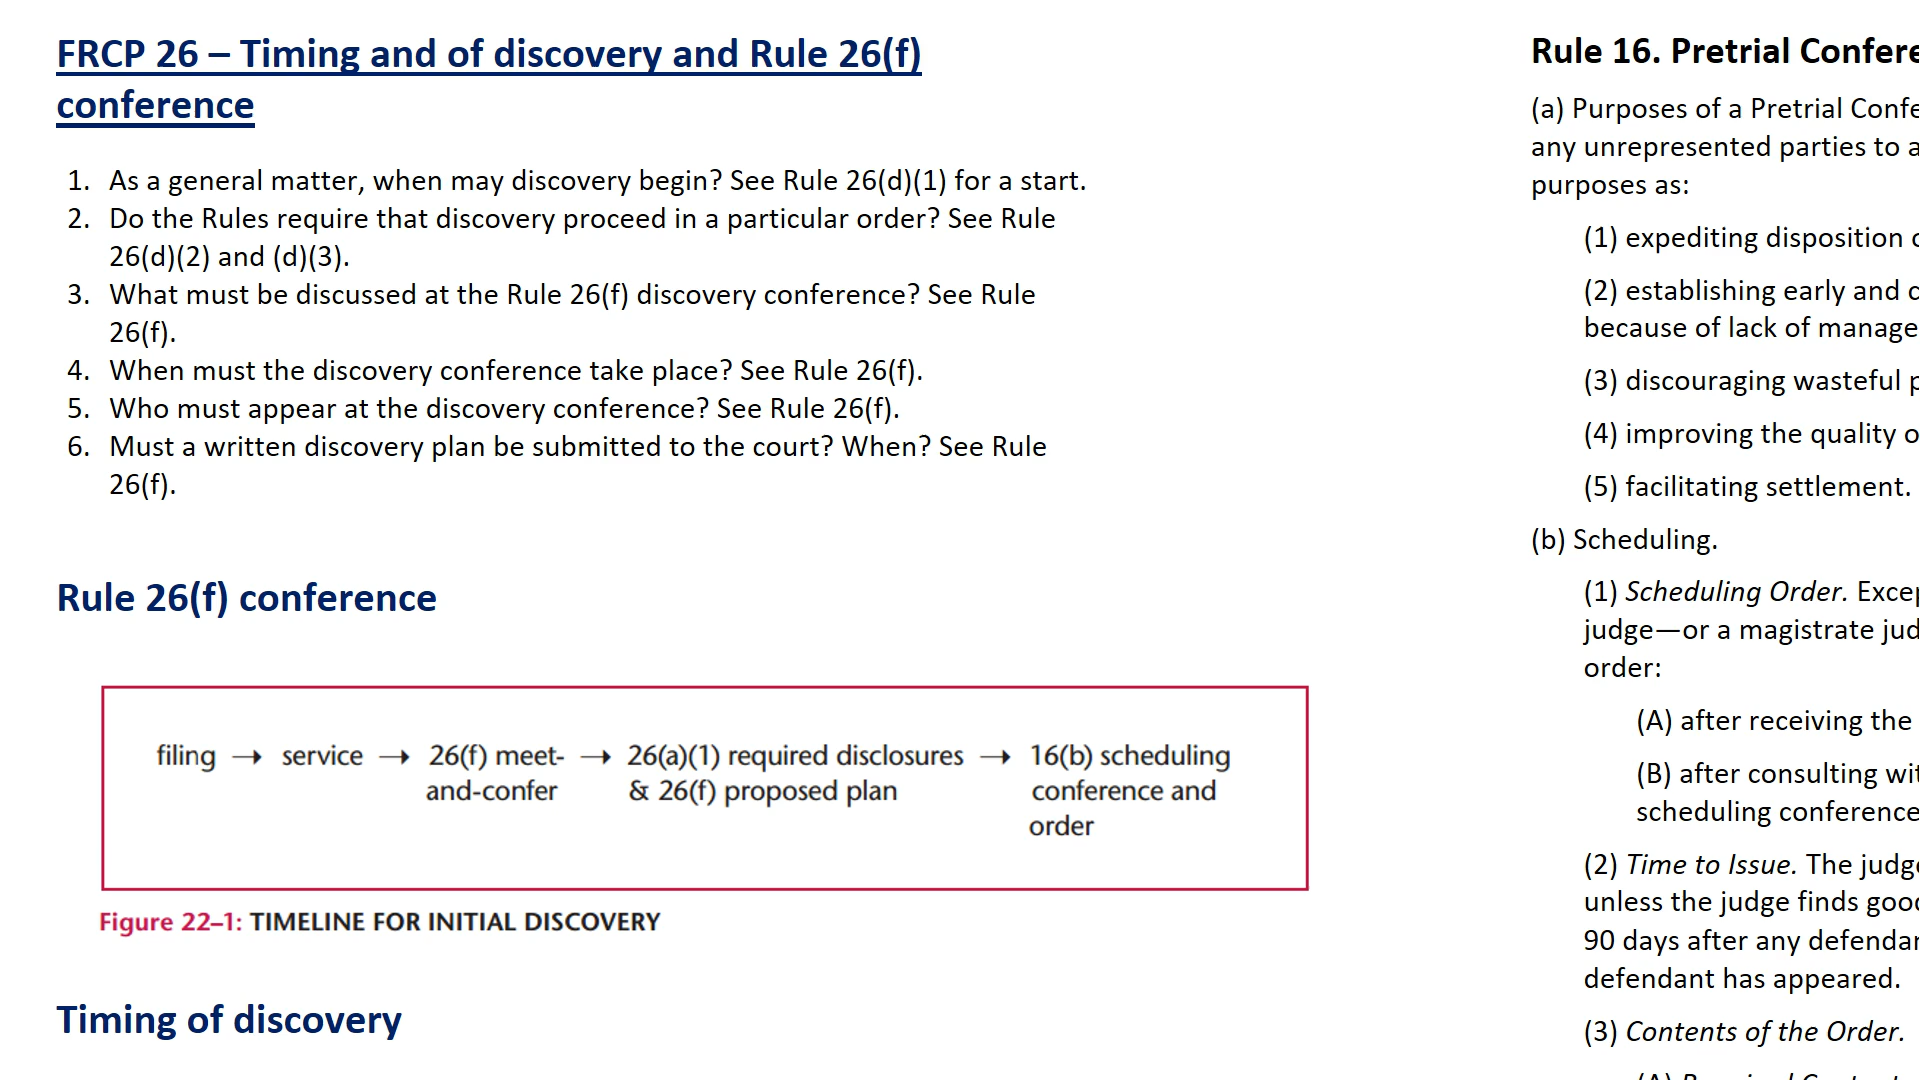 FRCP 26 – Timing and of discovery and Rule 26(f)
conference
1. As a general matter, when may discovery begin? See Rule 26(d)(1) for a start.
2. Do the Rules require that discovery proceed in a particular order? See Rule
26(d)(2) and (d)(3).
3. What must be discussed at the Rule 26(f) discovery conference? See Rule
26(f).
4. When must the discovery conference take place? See Rule 26(f).
5. Who must appear at the discovery conference? See Rule 26(f).
6. Must a written discovery plan be submitted to the court? When? See Rule
26(f).
Rule 26(f) conference
filing → service → 26(f) meet- → 26(a)(1) required disclosures → 16(b) scheduling
and-confer & 26(f) proposed plan conference and
order
Figure 22–1: TIMELINE FOR INITIAL DISCOVERY
Timing of discovery
Rule 16. Pretrial
(a) Purposes of a Pretrial
any unrepresented parties to
purposes as:
(1) expediting disposition
(2) establishing early and
because of lack of
(3) discouraging wasteful
(4) improving the quality
(5) facilitating settlement.
(b) Scheduling.
(1) Scheduling Order.
judge—or a magistrate
order:
(A) after receiving the
(B) after consulting
scheduling conference
(2) Time to Issue. The
unless the judge finds
90 days after any
defendant has appeared.
(3) Contents of the Order.